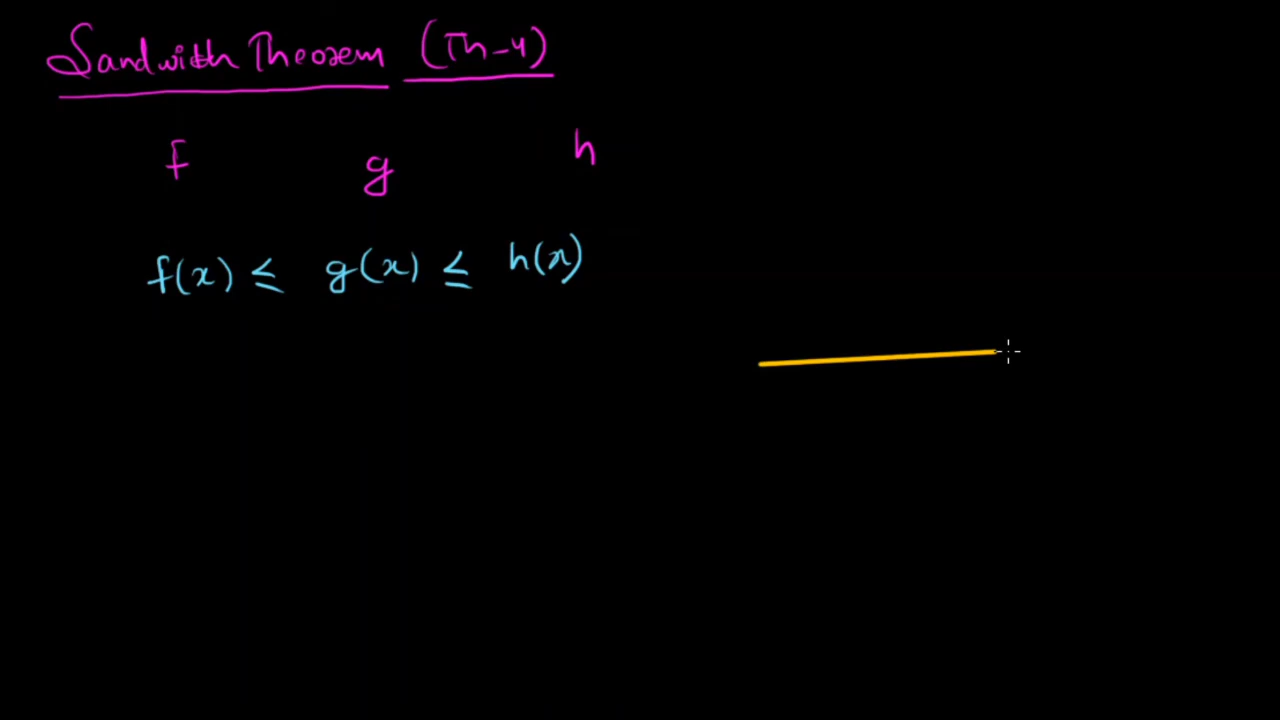 Sandwith Theorem (Th-4)
f g h
f(x) ≤ g(x) ≤ h(x)